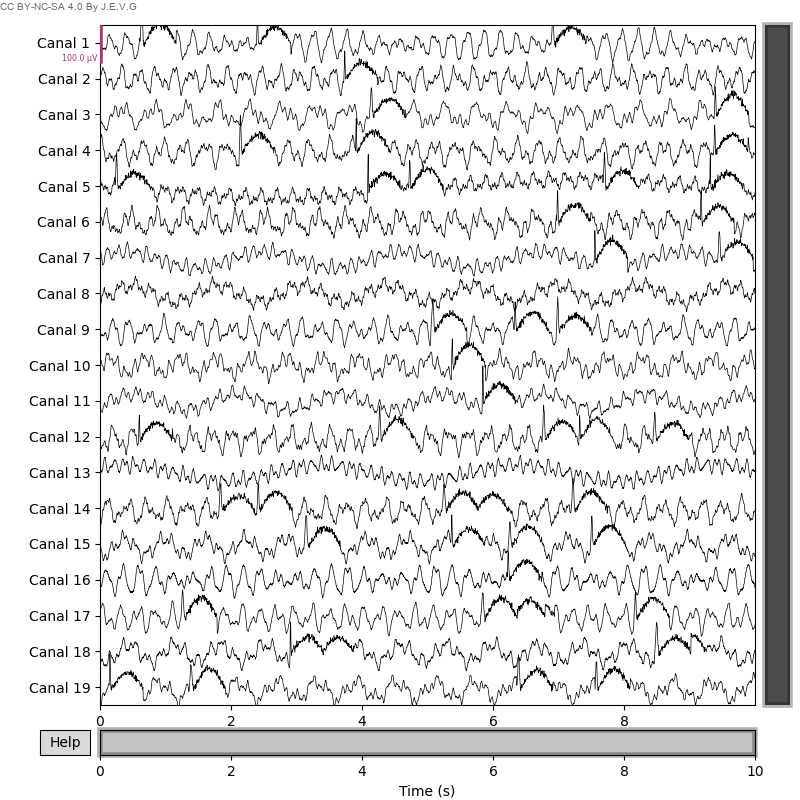 CC BY-NC-SA 4.0 By J.E.V.G
Canal 1
100.0 µV
Canal 2
Canal 3
Canal 4
Canal 5
Canal 6
Canal 7
Canal 8
Canal 9
Canal 10
Canal 11
Canal 12
Canal 13
Canal 14
Canal 15
Canal 16
Canal 17
Canal 18
Canal 19
0 2 4 6 8
Help
0 2 4 6 8 10
Time (s)